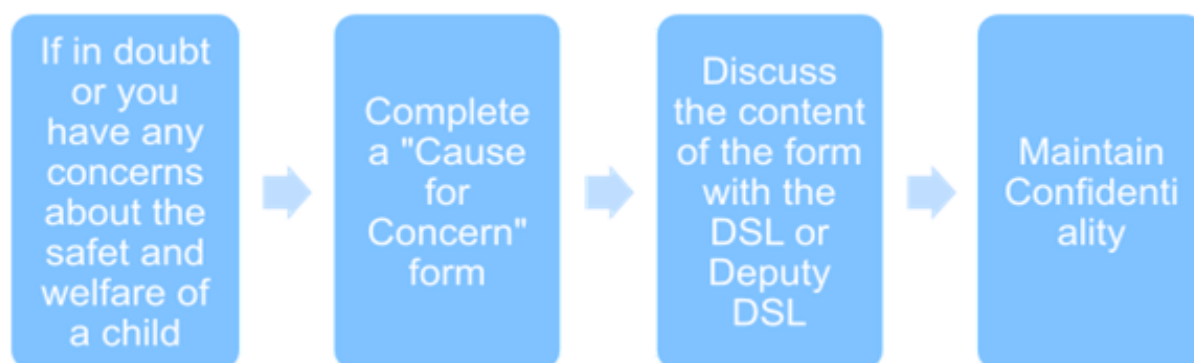 If in doubt
or you
have any
concerns
about the
safet and
welfare of
a child
Complete
a "Cause
for
Concern"
form
Discuss
the content
of the form
with the
DSL or
Deputy
DSL
Maintain
Confidenti
ality